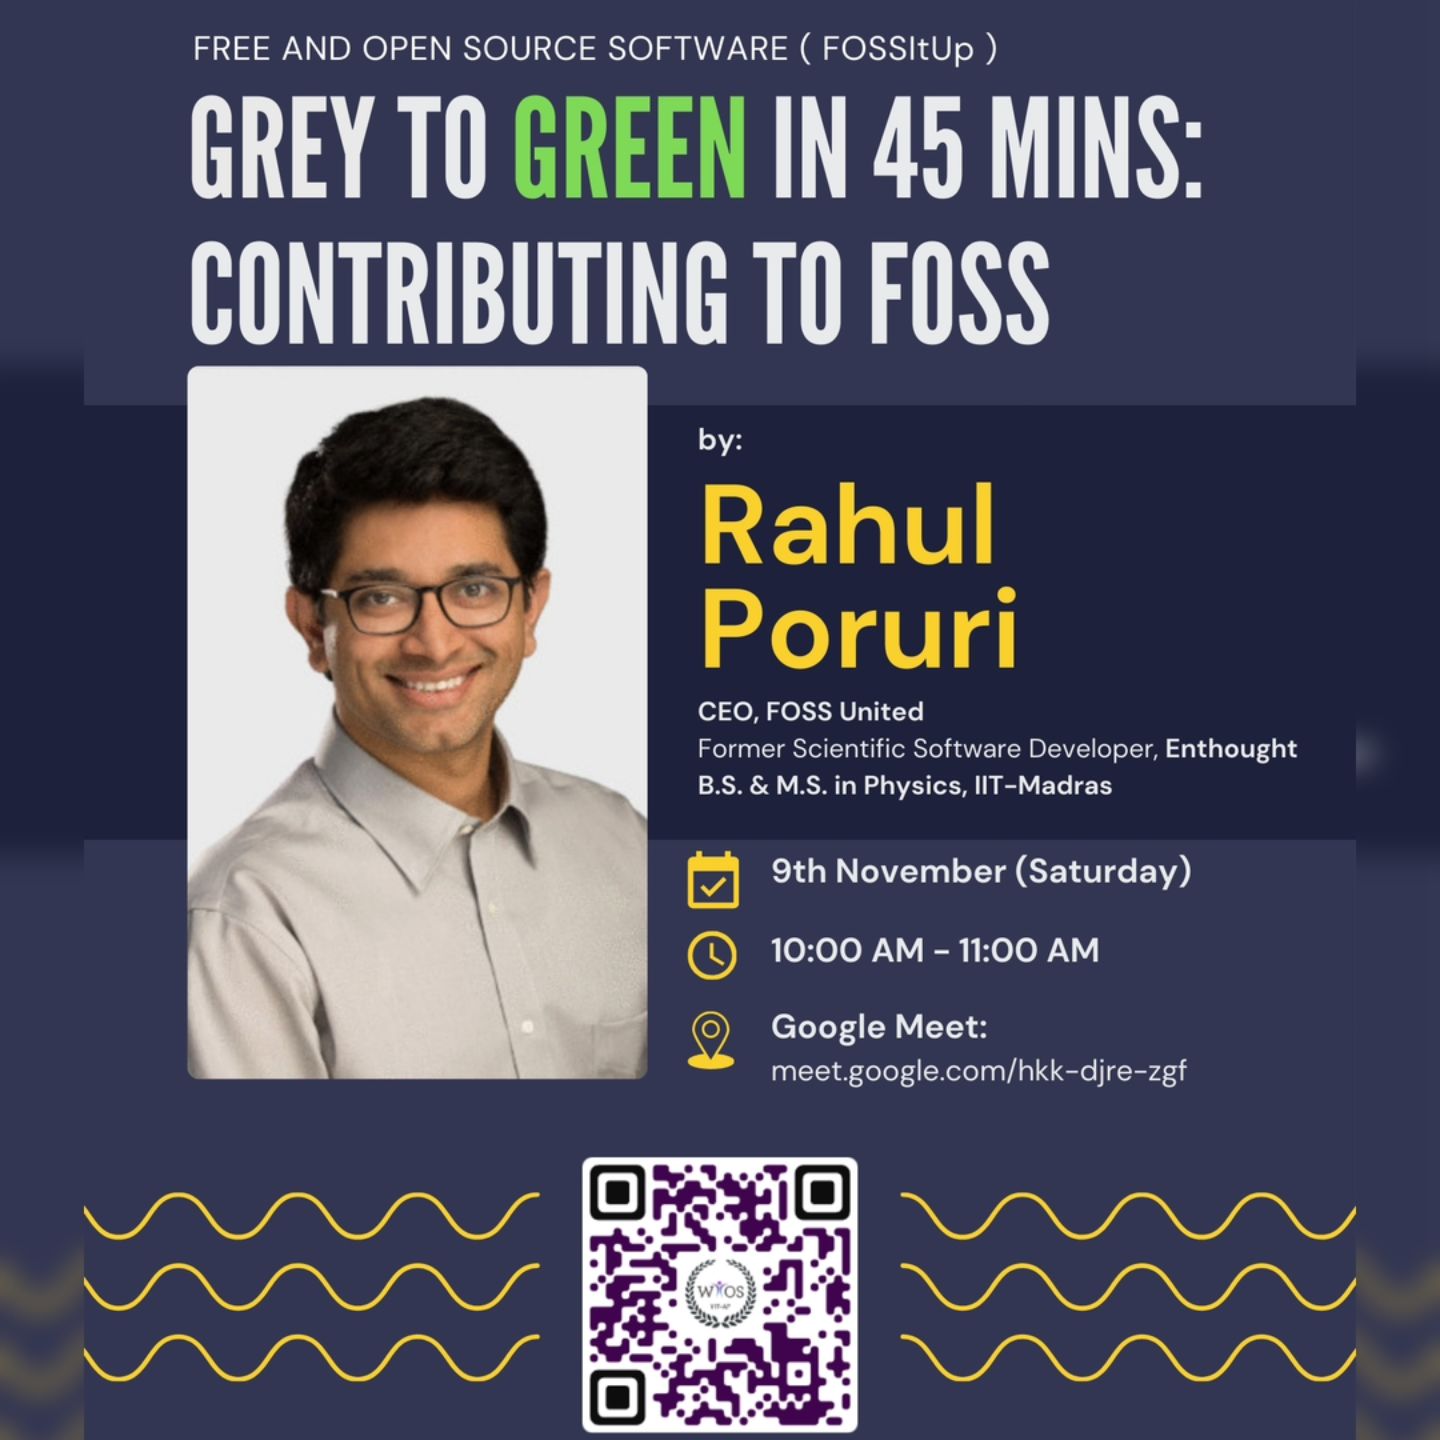 FREE AND OPEN SOURCE SOFTWARE ( FOSSItUp )
GREY TO GREEN IN 45 MINS:
CONTRIBUTING TO FOSS
by:
Rahul
Poruri
CEO, FOSS United
Former Scientific Software Developer, Enthought
B.S. & M.S. in Physics, IIT-Madras
9th November (Saturday)
10:00 AM - 11:00 AM
Google Meet:
meet.google.com/hkk-djre-zgf
WIOS
VIT-AP